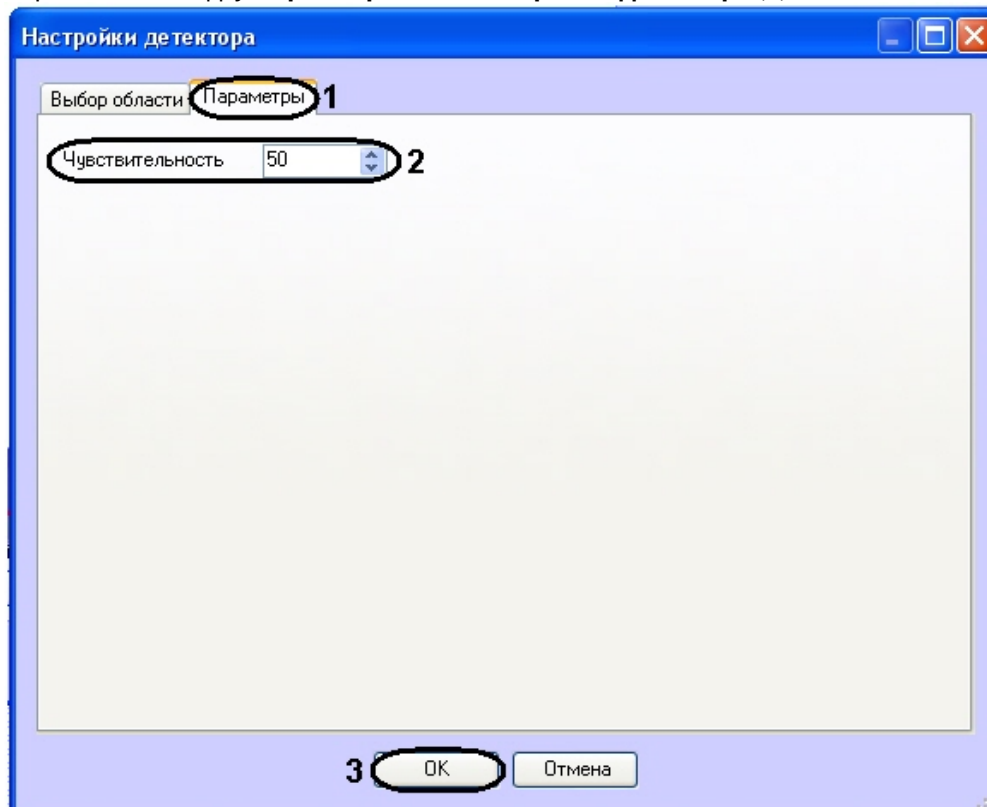 Настройки детектора
Выбор области Параметры 1
Чувствительность 50 2
3 OK Отмена